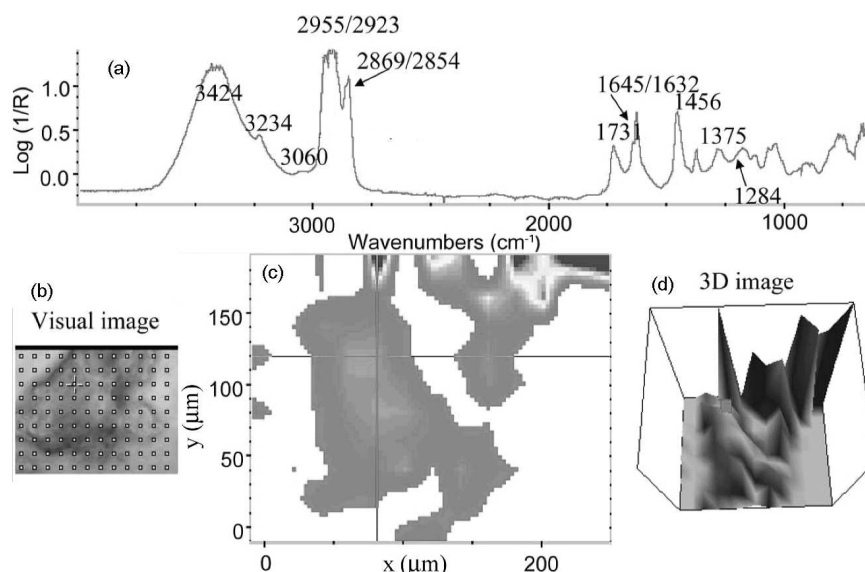 2955/2923
(a)
2869/2854
Log (1/R)
1.0
0.5
0.0
3424
3234
3060
1645/1632
1456
1731
1375
1284
3000
2000
1000
Wavenumbers (cm⁻¹)
(b)
Visual image
(c)
150
100
50
0
y (μm)
0
x (μm)
200
(d)
3D image